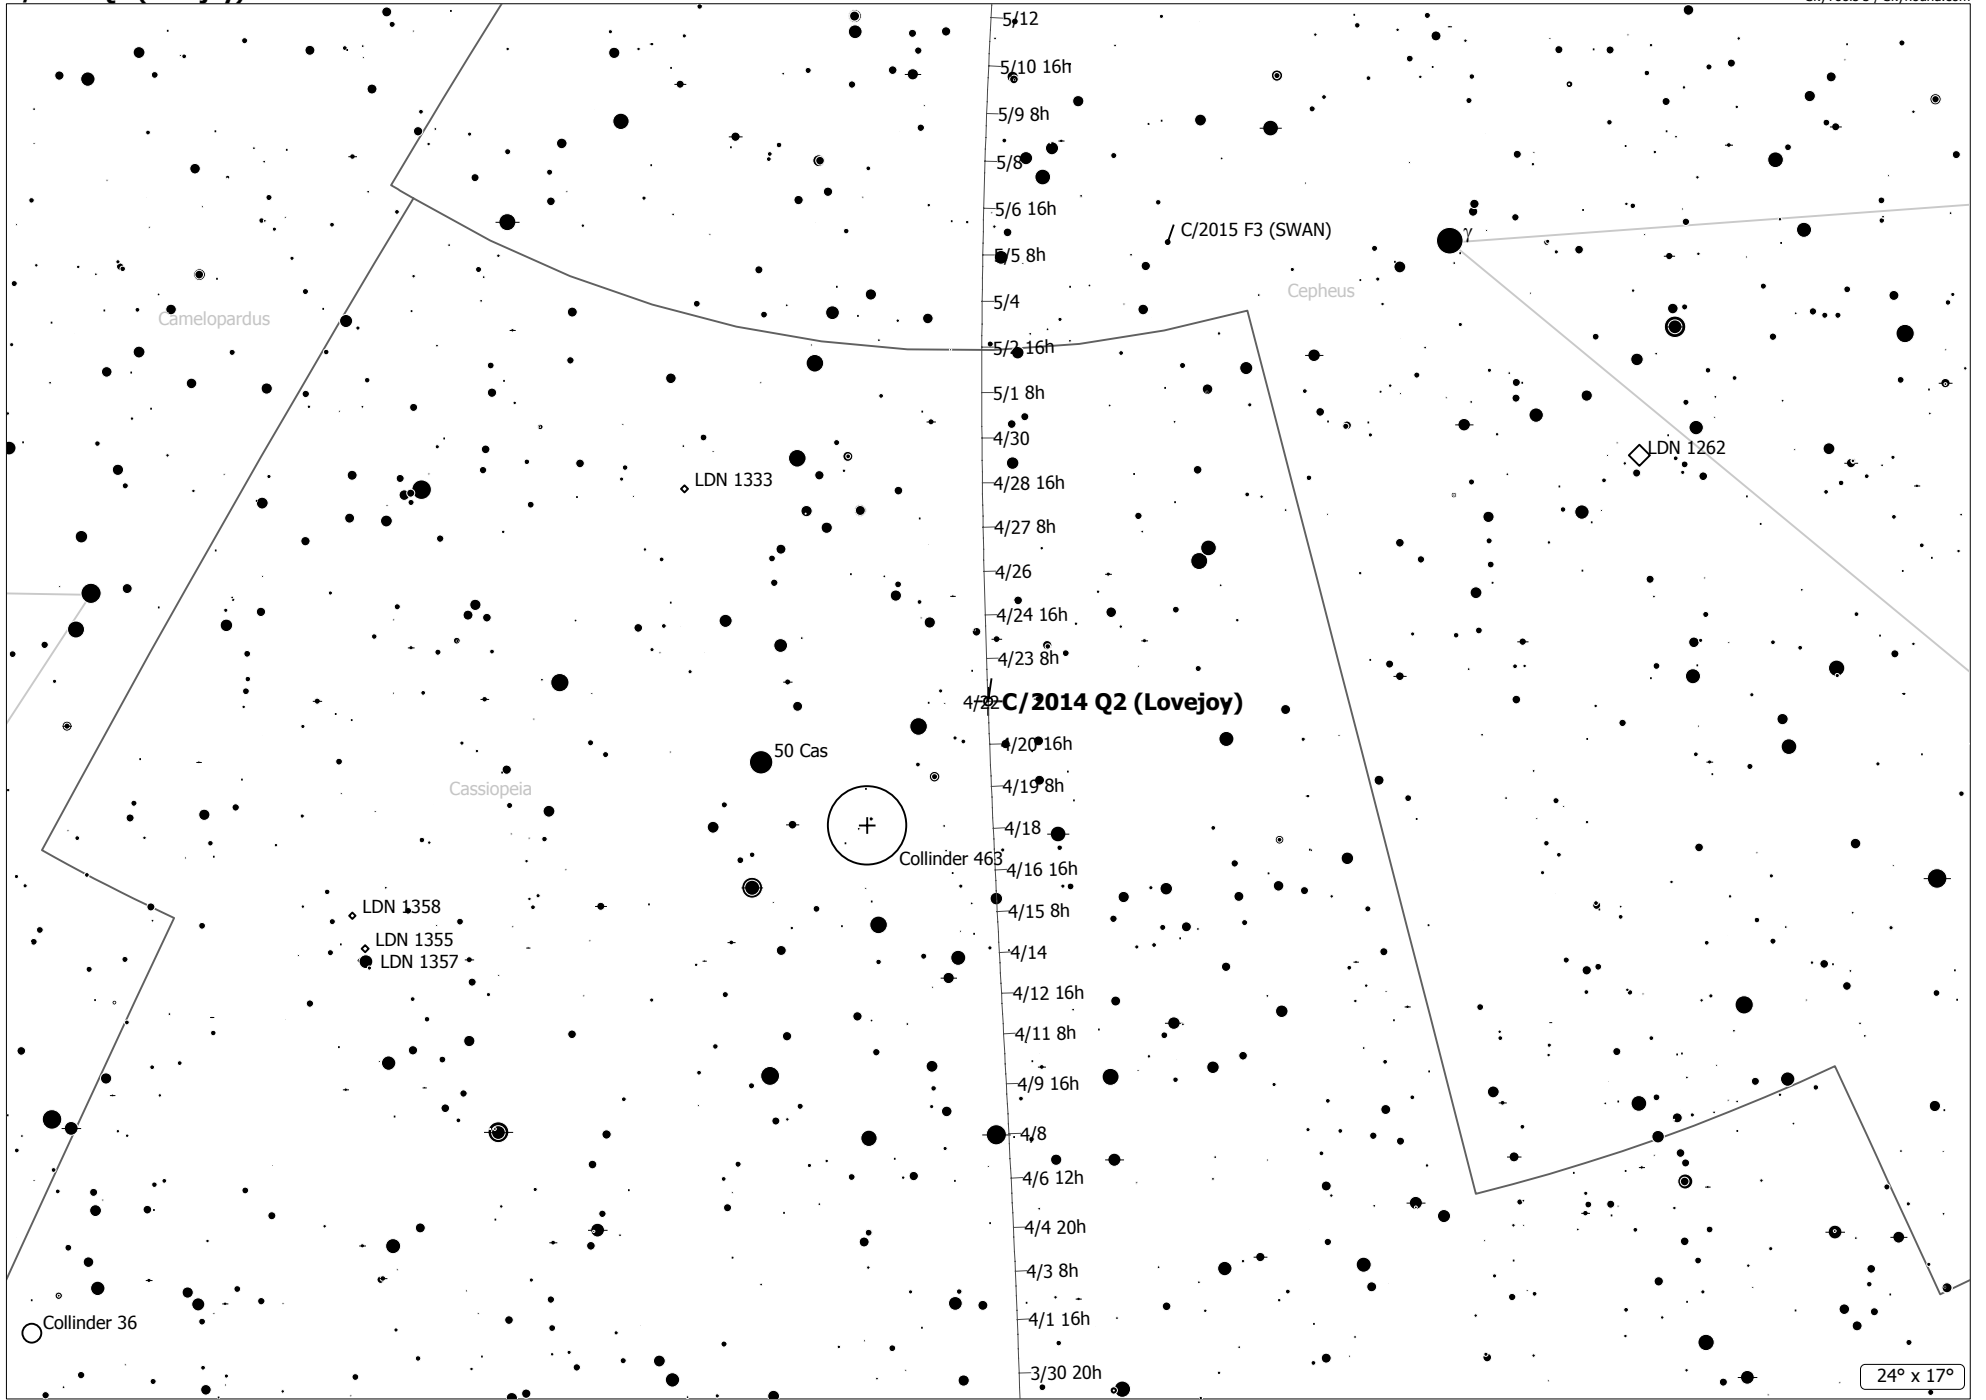 5/12
5/10 16h
5/9 8h
5/8
5/6 16h
C/2015 F3 (SWAN)
γ
5/5 8h
Cepheus
5/4
Camelopardus
5/2 16h
5/1 8h
4/30
LDN 1262
LDN 1333
4/28 16h
4/27 8h
4/26
4/24 16h
4/23 8h
4/22
C/2014 Q2 (Lovejoy)
50 Cas
4/20 16h
4/19 8h
Cassiopeia
4/18
Collinder 463
4/16 16h
LDN 1358
4/15 8h
LDN 1355
4/14
LDN 1357
4/12 16h
4/11 8h
4/9 16h
4/8
4/6 12h
4/4 20h
4/3 8h
4/1 16h
Collinder 36
3/30 20h
24° x 17°